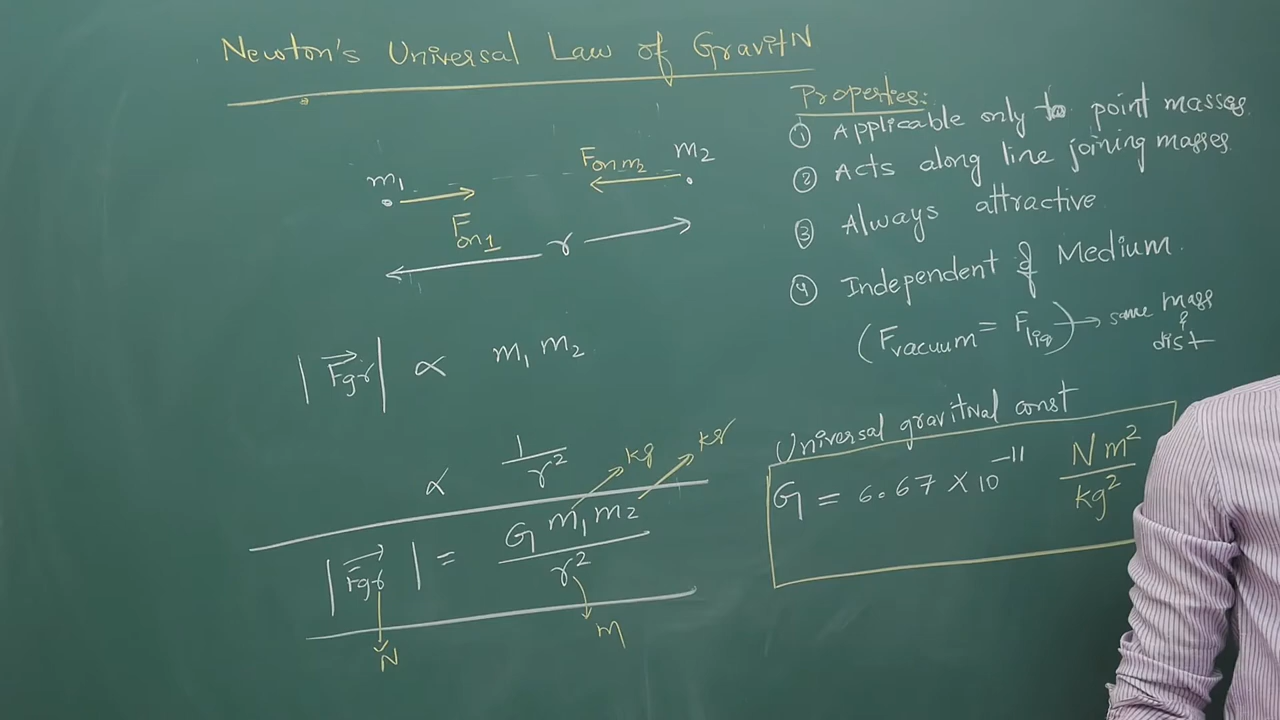 Newton's Universal Law of GravitN
m1
Fon m2
m2
Fon 1
r
|Fgr| ∝ m1 m2
∝ 1/r²
kg
kg
|Fgr| = G m1 m2 / r²
N
m
Properties:
① Applicable only to point masses
② Acts along line joining masses
③ Always attractive
④ Independent of Medium.
(Fvacuum = Fliq) → same mass & dist
Universal gravitnal const
G = 6.67 × 10⁻¹¹ Nm²/kg²